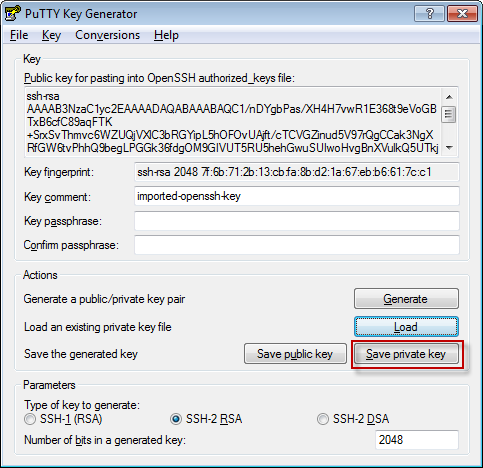 PuTTY Key Generator
File Key Conversions Help
Key
Public key for pasting into OpenSSH authorized_keys file:
ssh-rsa
AAAAB3NzaC1yc2EAAAADAQABAAABAQC1/nDYgbPas/XH4H7vwR1E368t9eVoGB
TxB6cfC89aqFTK
+SrxSvThmvc6WZUQjVXlC3bRGYipL5hOFOvUAjft/cTCVGZinud5V97rQgCCak3NgX
RfGW6tvPhhQ9begLPGGk36fdgOM9GIVUT5RU5hehGwuSUIwoHvgBnXVulkQ5UTkj
Key fingerprint: ssh-rsa 2048 7f:6b:71:2b:13:cb:fa:8b:d2:1a:67:eb:b6:61:7c:c1
Key comment: imported-openssh-key
Key passphrase:
Confirm passphrase:
Actions
Generate a public/private key pair Generate
Load an existing private key file Load
Save the generated key Save public key Save private key
Parameters
Type of key to generate:
SSH-1 (RSA) SSH-2 RSA SSH-2 DSA
Number of bits in a generated key: 2048